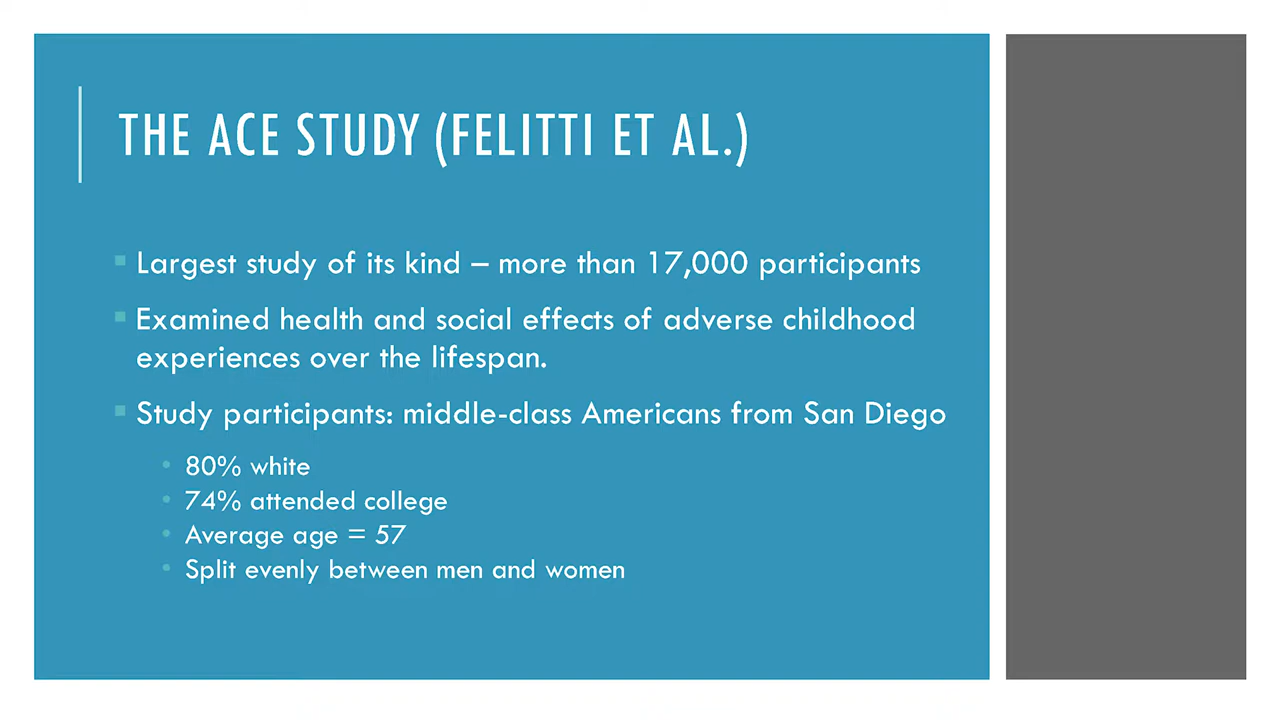 THE ACE STUDY (FELITTI ET AL.)
▪ Largest study of its kind – more than 17,000 participants
▪ Examined health and social effects of adverse childhood
experiences over the lifespan.
▪ Study participants: middle-class Americans from San Diego
• 80% white
• 74% attended college
• Average age = 57
• Split evenly between men and women